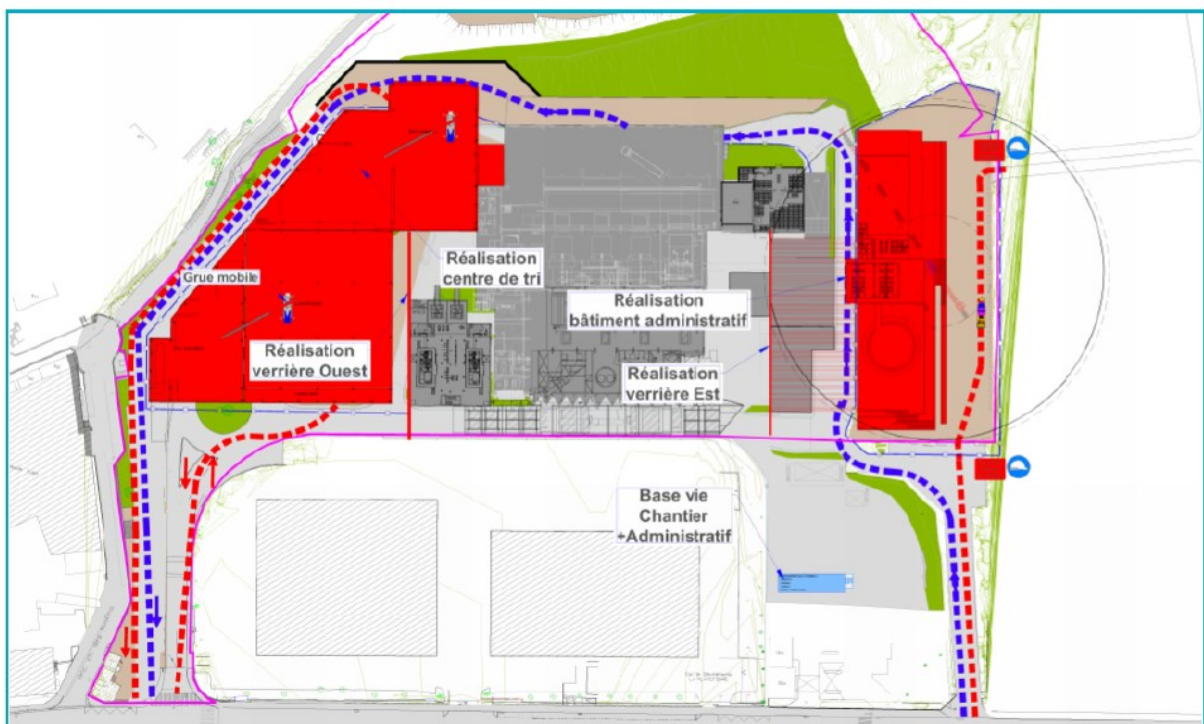 Réalisation
centre de tri
Grue mobile
Réalisation
bâtiment administratif
Réalisation
verrière Ouest
Réalisation
verrière Est
Base vie
Chantier
+Administratif